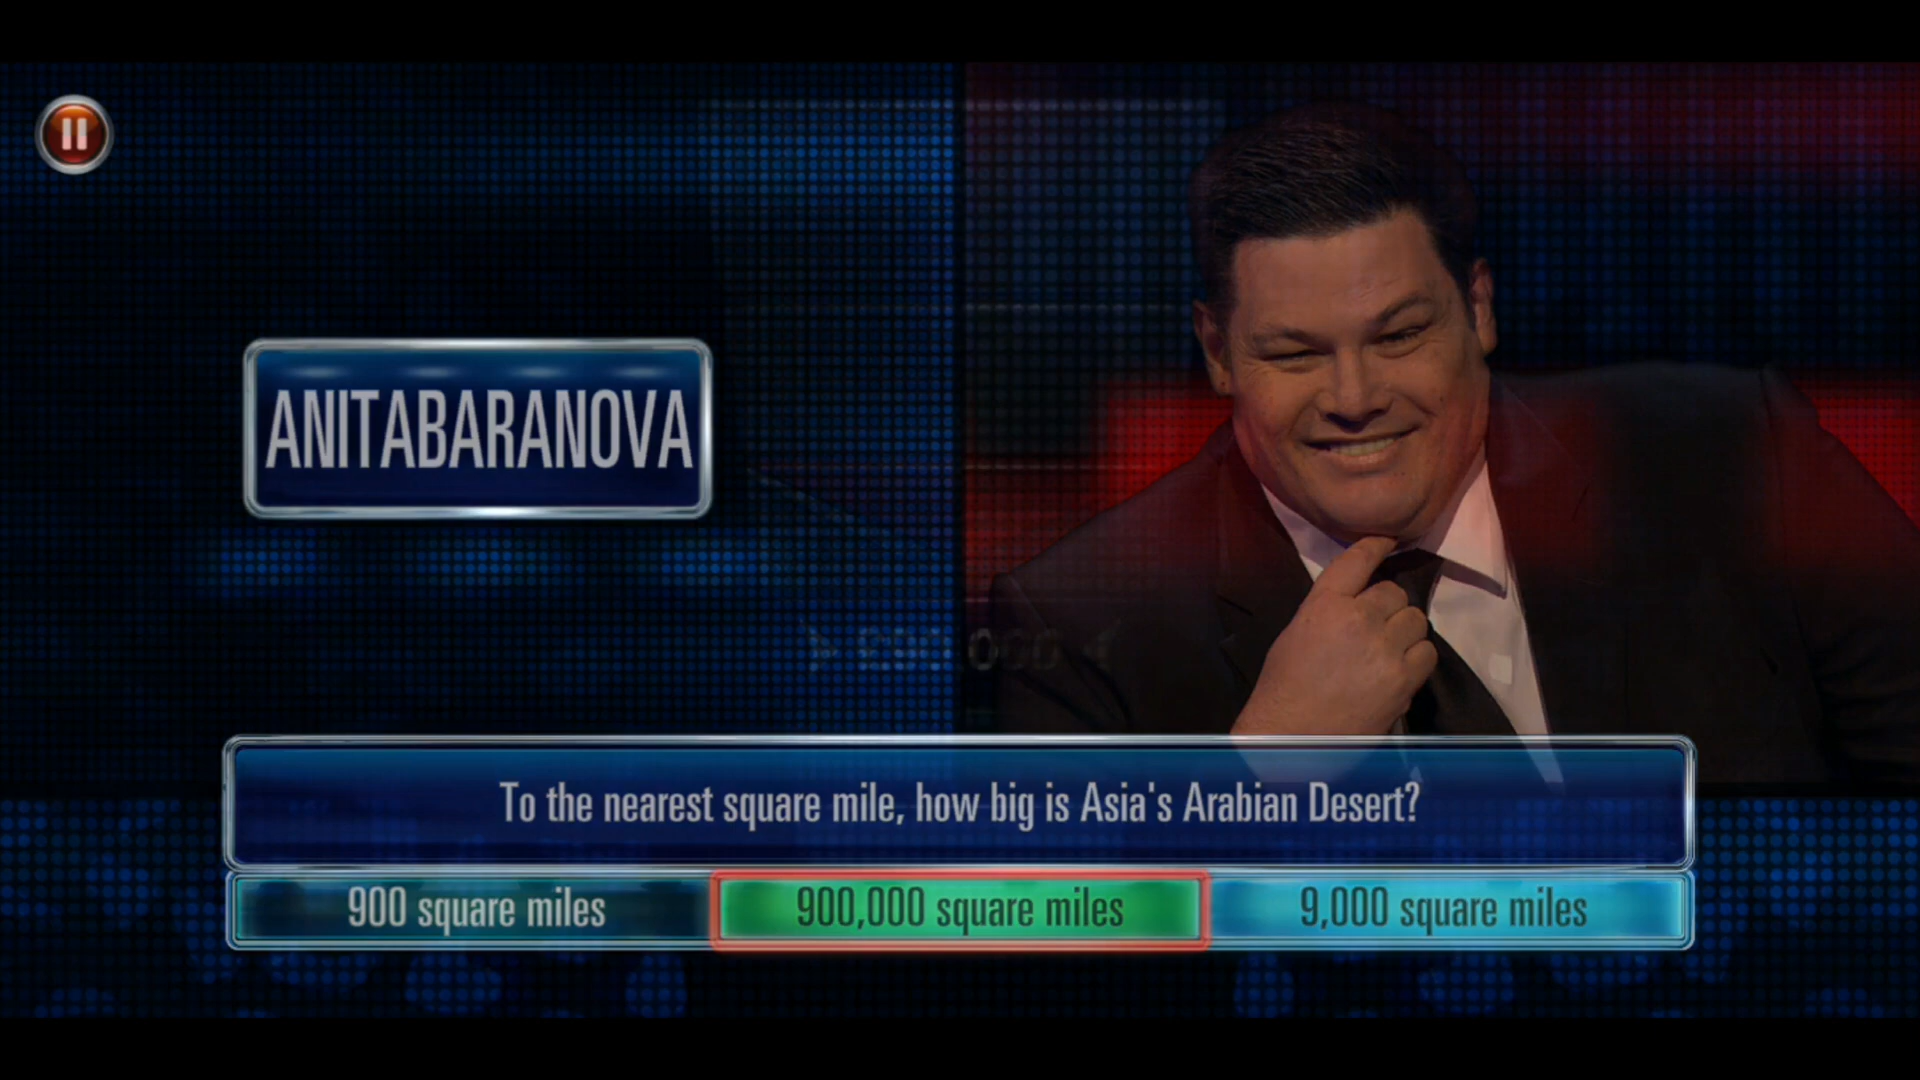 ANITABARANOVA
To the nearest square mile, how big is Asia's Arabian Desert?
900 square miles
900,000 square miles
9,000 square miles